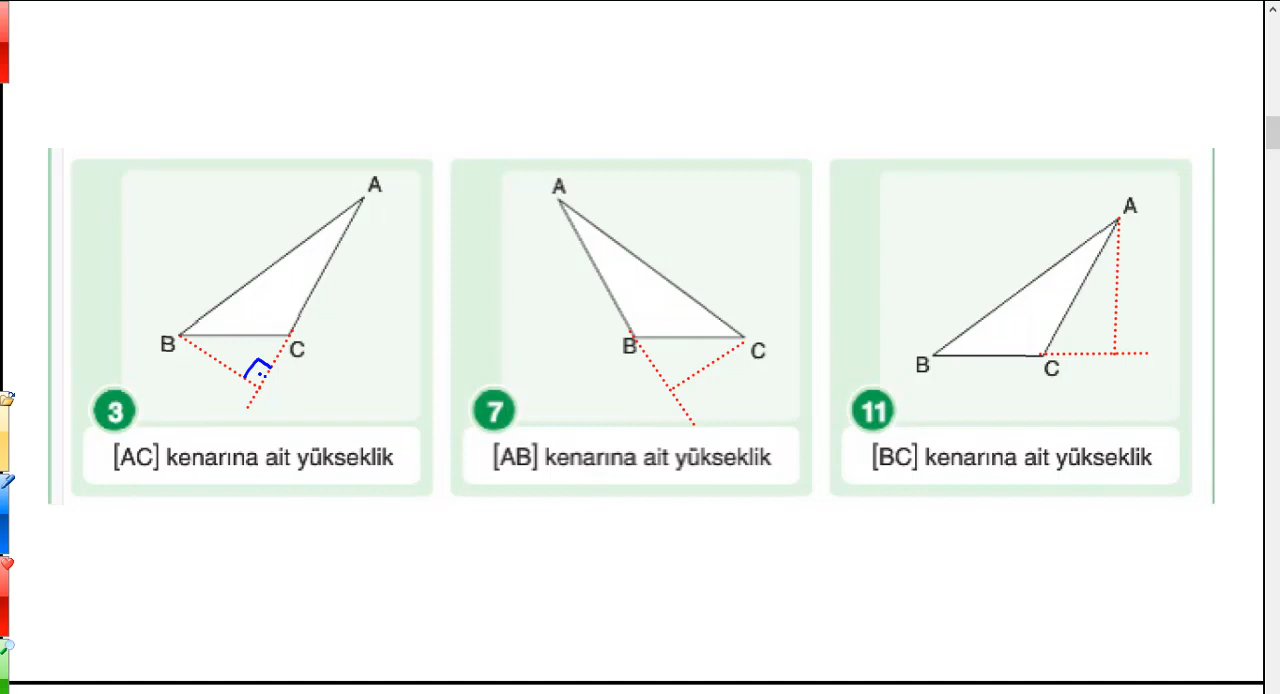 A
B
C
3
[AC] kenarına ait yükseklik
A
B
C
7
[AB] kenarına ait yükseklik
A
B
C
11
[BC] kenarına ait yükseklik